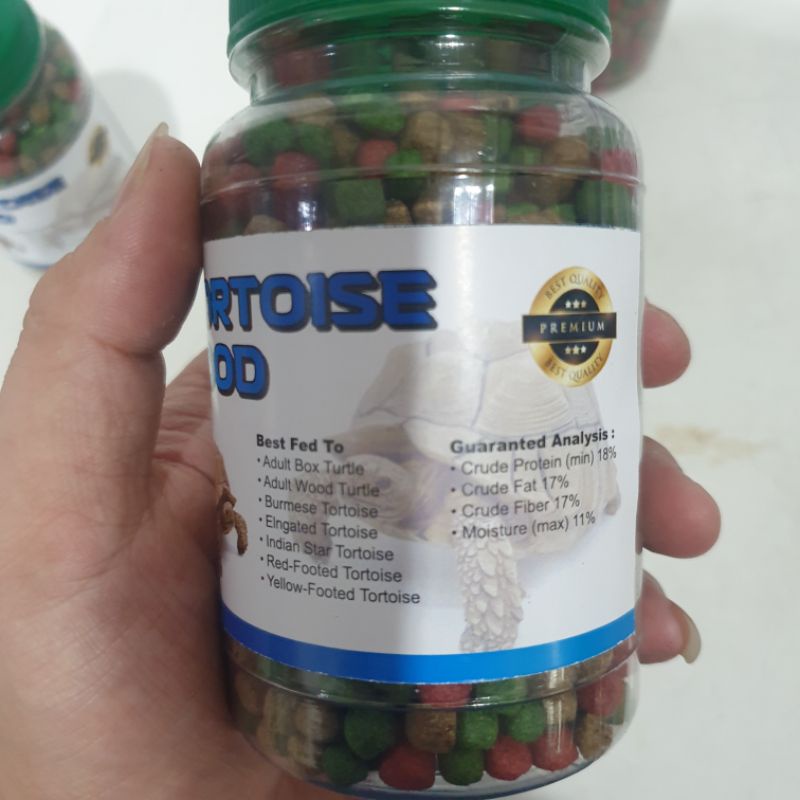 RTOISE
OD
BEST QUALITY
PREMIUM
BEST QUALITY
Best Fed To
• Adult Box Turtle
• Adult Wood Turtle
• Burmese Tortoise
• Elngated Tortoise
• Indian Star Tortoise
• Red-Footed Tortoise
• Yellow-Footed Tortoise
Guaranted Analysis :
• Crude Protein (min) 18%
• Crude Fat 17%
• Crude Fiber 17%
• Moisture (max) 11%